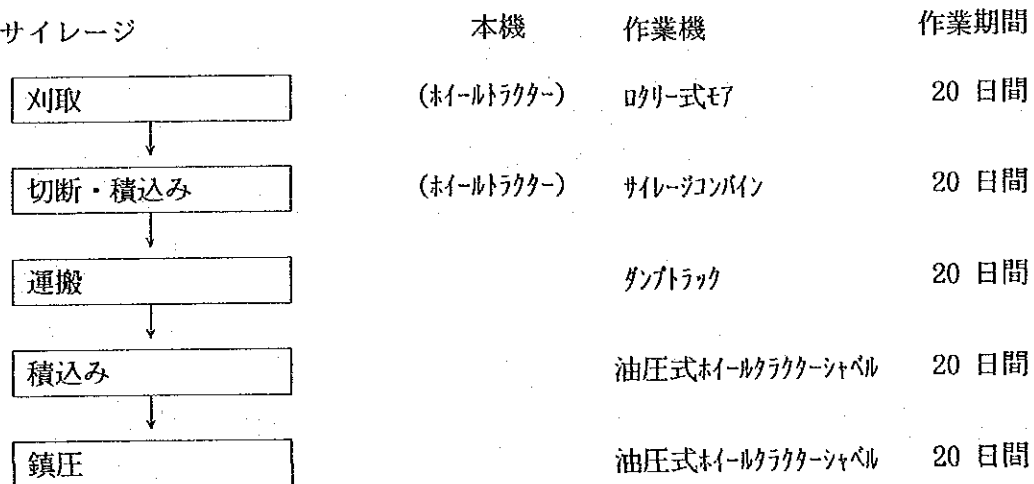 サイレージ 本機 作業機 作業期間
刈取 (ﾎｲｰﾙﾄﾗｸﾀｰ) ﾛﾀﾘｰ式ﾓｱ 20 日間
切断・積込み (ﾎｲｰﾙﾄﾗｸﾀｰ) ｻｲﾚｰｼﾞｺﾝﾊﾞｲﾝ 20 日間
運搬 ﾀﾞﾝﾌﾟﾄﾗｯｸ 20 日間
積込み 油圧式ﾎｲｰﾙｸﾗｸﾀｰｼｬﾍﾞﾙ 20 日間
鎮圧 油圧式ﾎｲｰﾙｸﾗｸﾀｰｼｬﾍﾞﾙ 20 日間